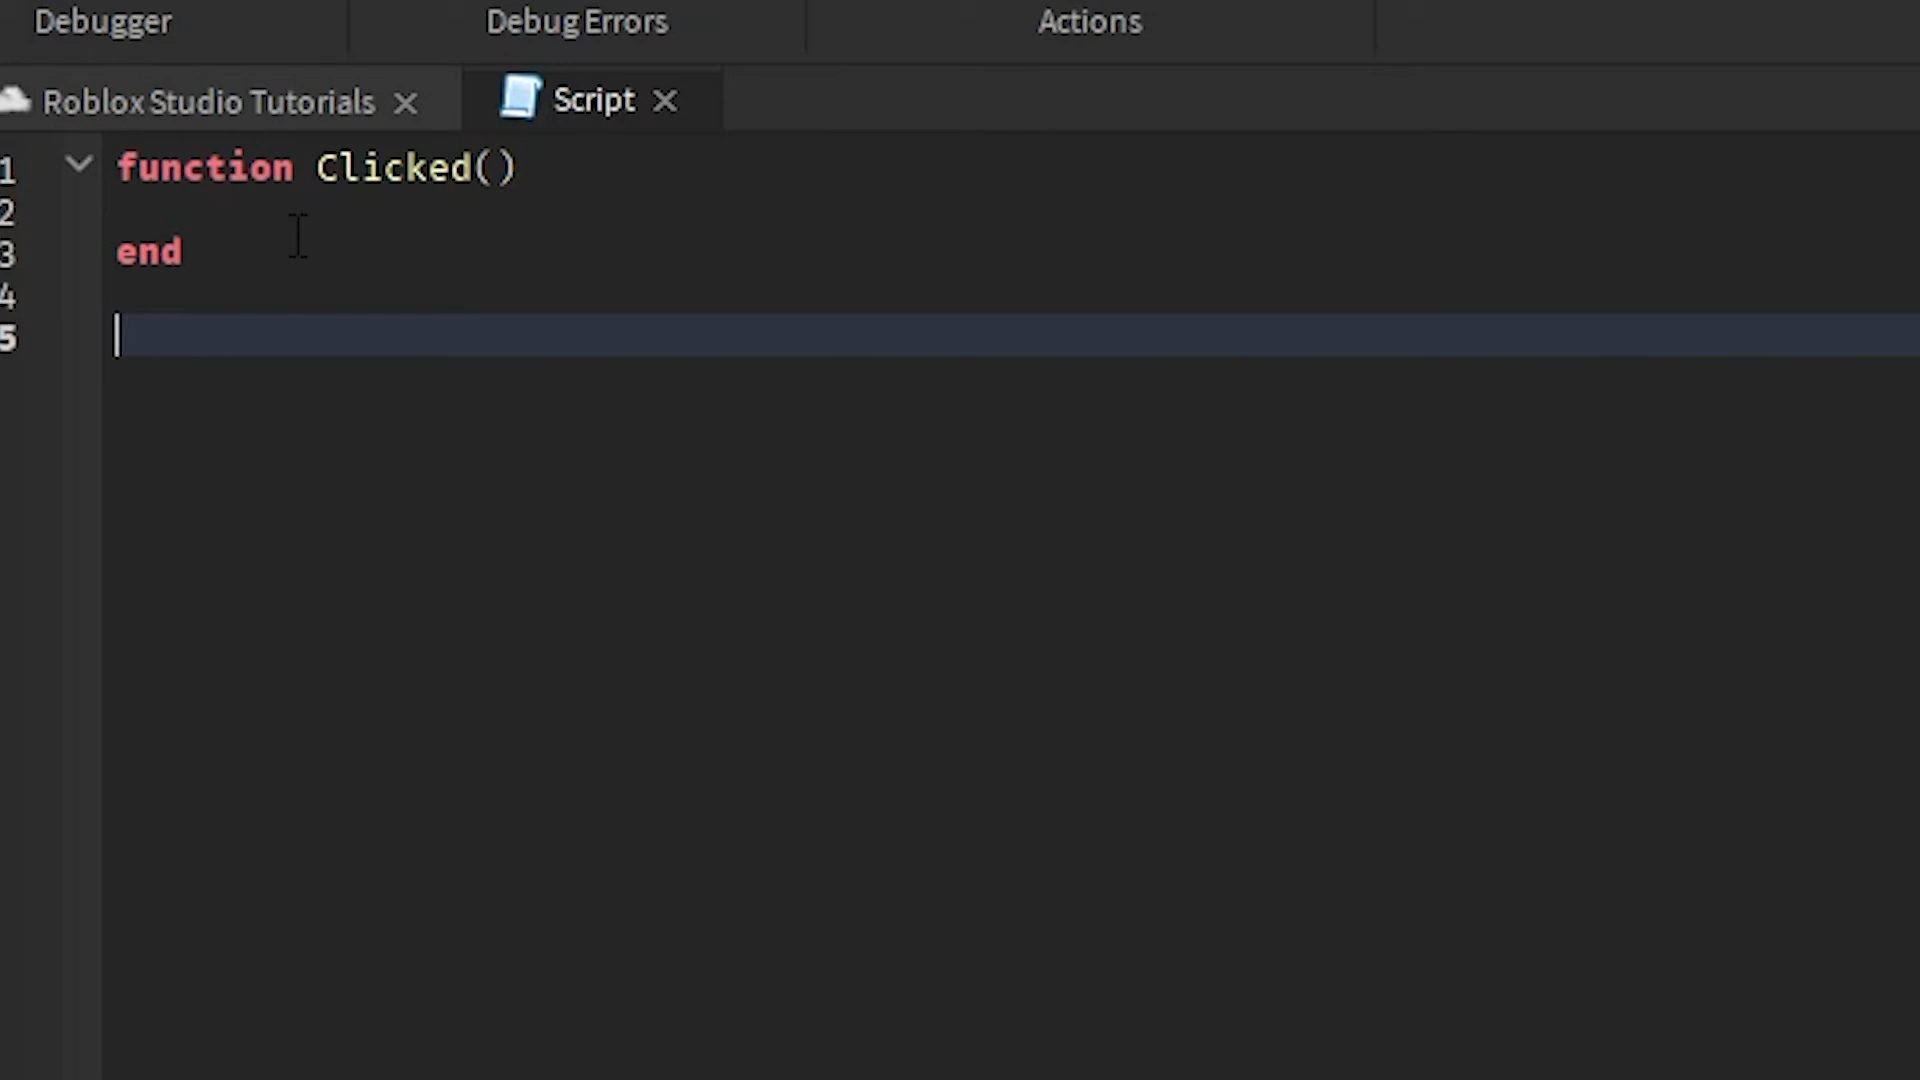 Debugger Debug Errors Actions
Roblox Studio Tutorials Script
1 function Clicked()
2
3 end
4
5